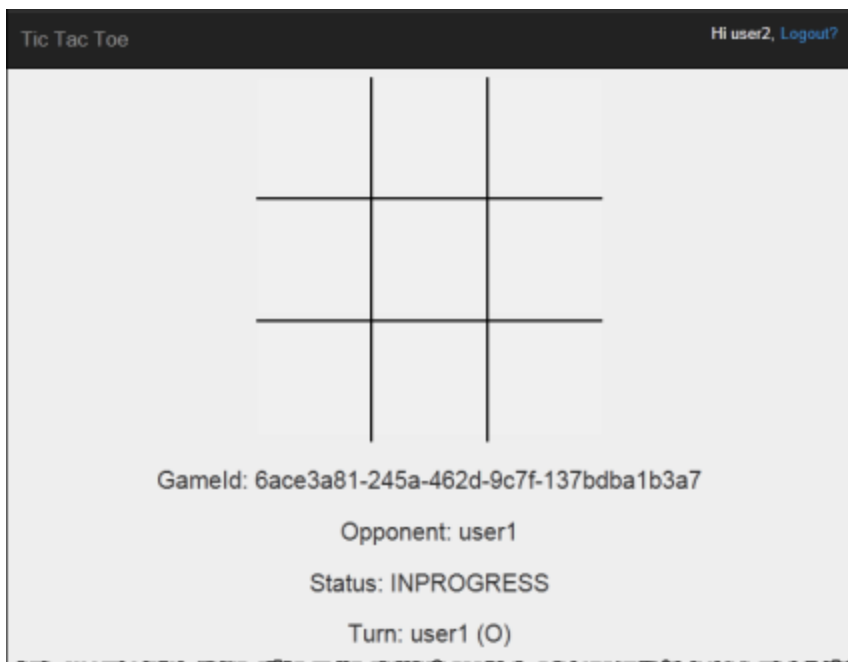 Tic Tac Toe
Hi user2, Logout?
GameId: 6ace3a81-245a-462d-9c7f-137bdba1b3a7
Opponent: user1
Status: INPROGRESS
Turn: user1 (O)